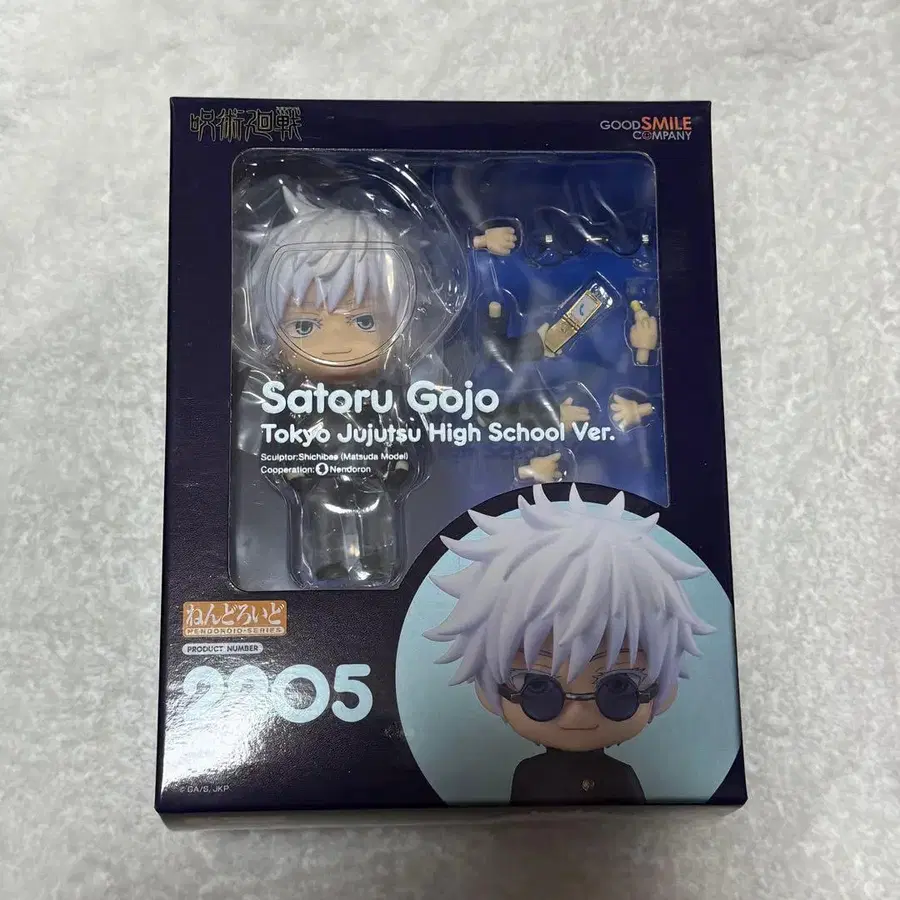 呪術廻戦
GOOD SMILE
COMPANY
Satoru Gojo
Tokyo Jujutsu High School Ver.
Sculptor:Shichibee (Matsuda Model)
Cooperation: Nendoron
ねんどろいど
NENDOROID-SERIES
PRODUCT NUMBER
2205
© GA/S, JKP